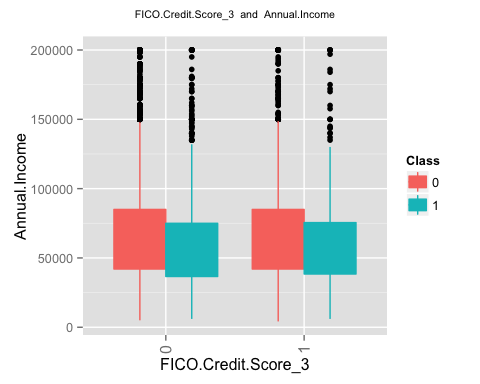 FICO.Credit.Score_3 and Annual.Income
200000
150000
100000
50000
0
Annual.Income
0
1
FICO.Credit.Score_3
Class
0
1